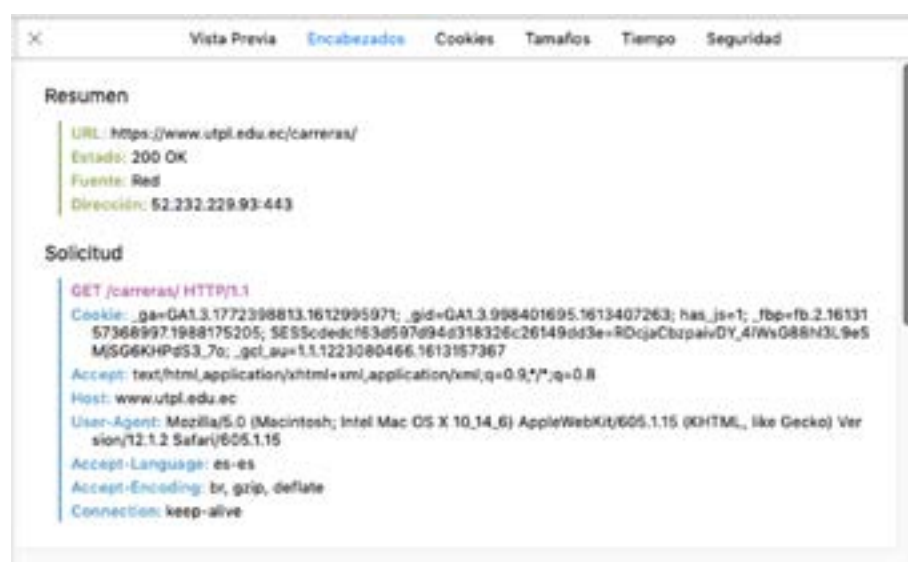 × Vista Previa Encabezados Cookies Tamaños Tiempo Seguridad
Resumen
URL: https://www.utpl.edu.ec/carreras/
Estado: 200 OK
Fuente: Red
Dirección: 52.232.229.93:443
Solicitud
GET /carreras/ HTTP/1.1
Cookie: _ga=GA1.3.1772398813.1612995971; _gid=GA1.3.998401695.1613407263; has_js=1; _fbp=fb.2.16131
57368997.1988175205;
_gcl_au=1.1.1223080466.1613157367
Accept: text/html,application/xhtml+xml,application/xml;q=0.9,*/*;q=0.8
Host: www.utpl.edu.ec
User-Agent: Mozilla/5.0 (Macintosh; Intel Mac OS X 10_14_6) AppleWebKit/605.1.15 (KHTML, like Gecko) Ver
sion/12.1.2 Safari/605.1.15
Accept-Language: es-es
Accept-Encoding: br, gzip, deflate
Connection: keep-alive